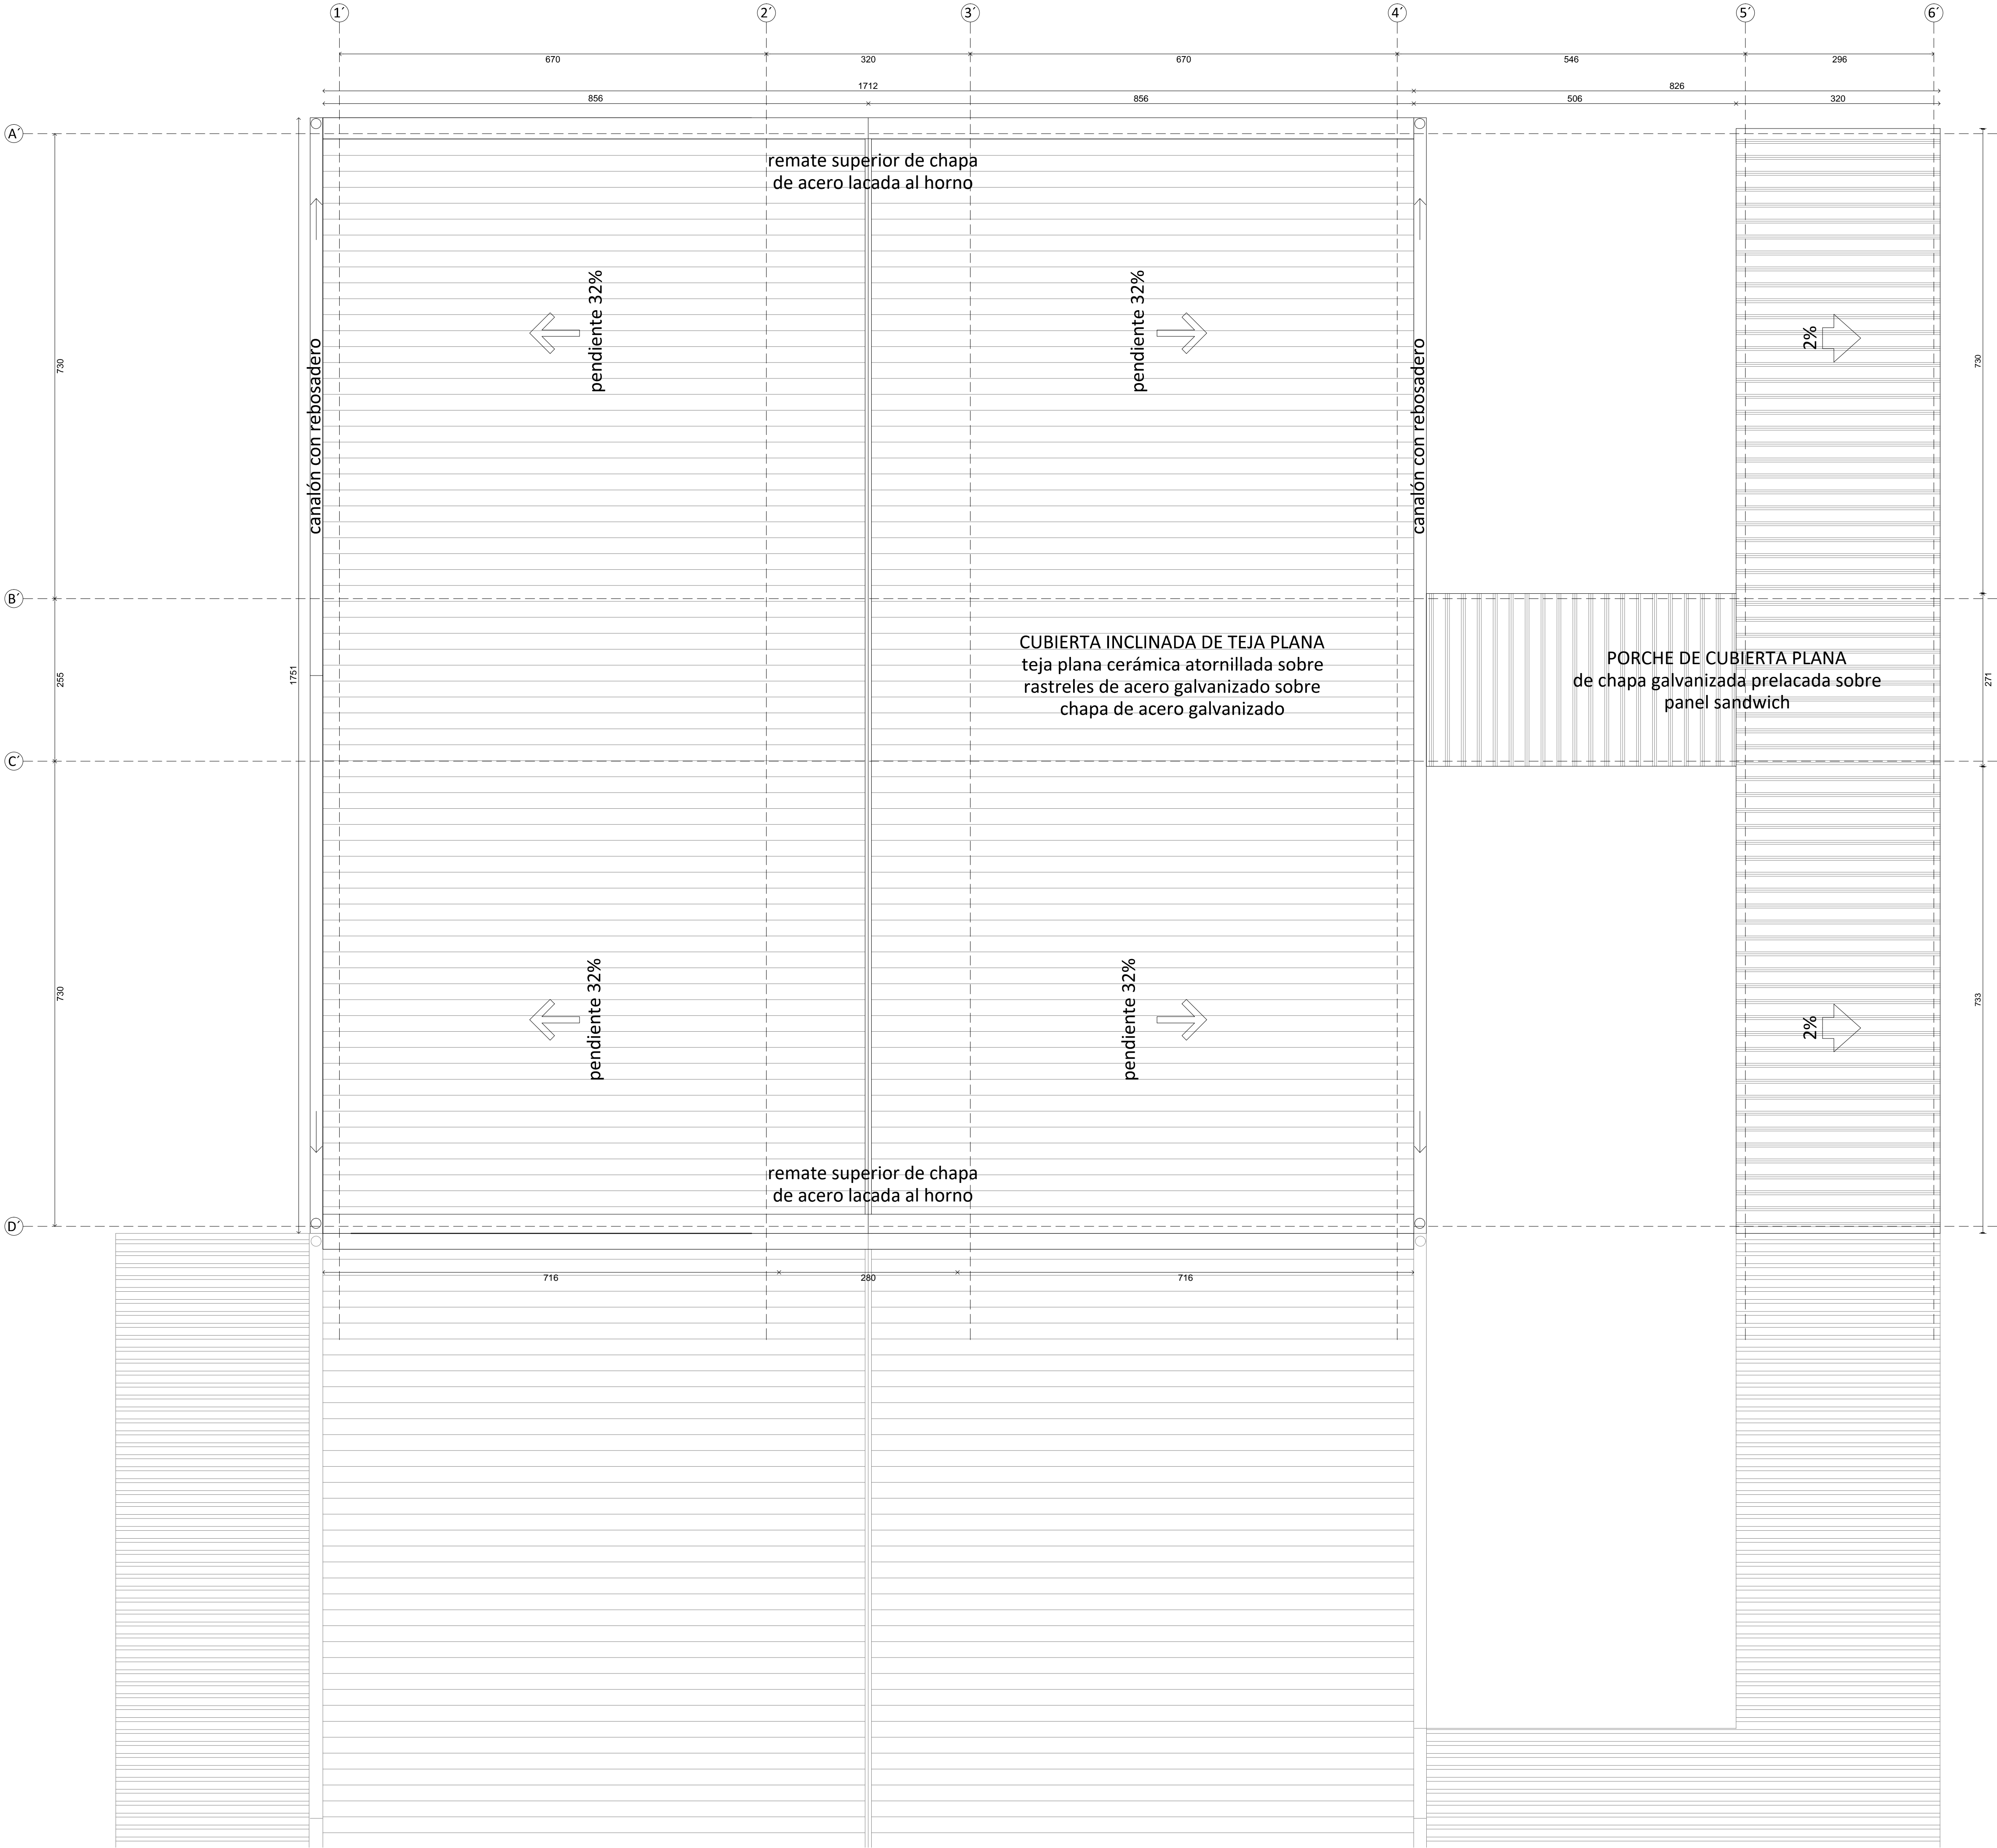 1´ 2´ 3´ 4´ 5´ 6´
670 320 670 546 296
1712 826
856 856 506 320
A´
remate superior de chapa
de acero lacada al horno
pendiente 32%
pendiente 32%
2%
730
730
canalón con rebosadero
canalón con rebosadero
B´
CUBIERTA INCLINADA DE TEJA PLANA
teja plana cerámica atornillada sobre
rastreles de acero galvanizado sobre
chapa de acero galvanizado
PORCHE DE CUBIERTA PLANA
de chapa galvanizada prelacada sobre
panel sandwich
255
1751
271
C´
730
pendiente 32%
pendiente 32%
2%
733
remate superior de chapa
de acero lacada al horno
D´
716 280 716